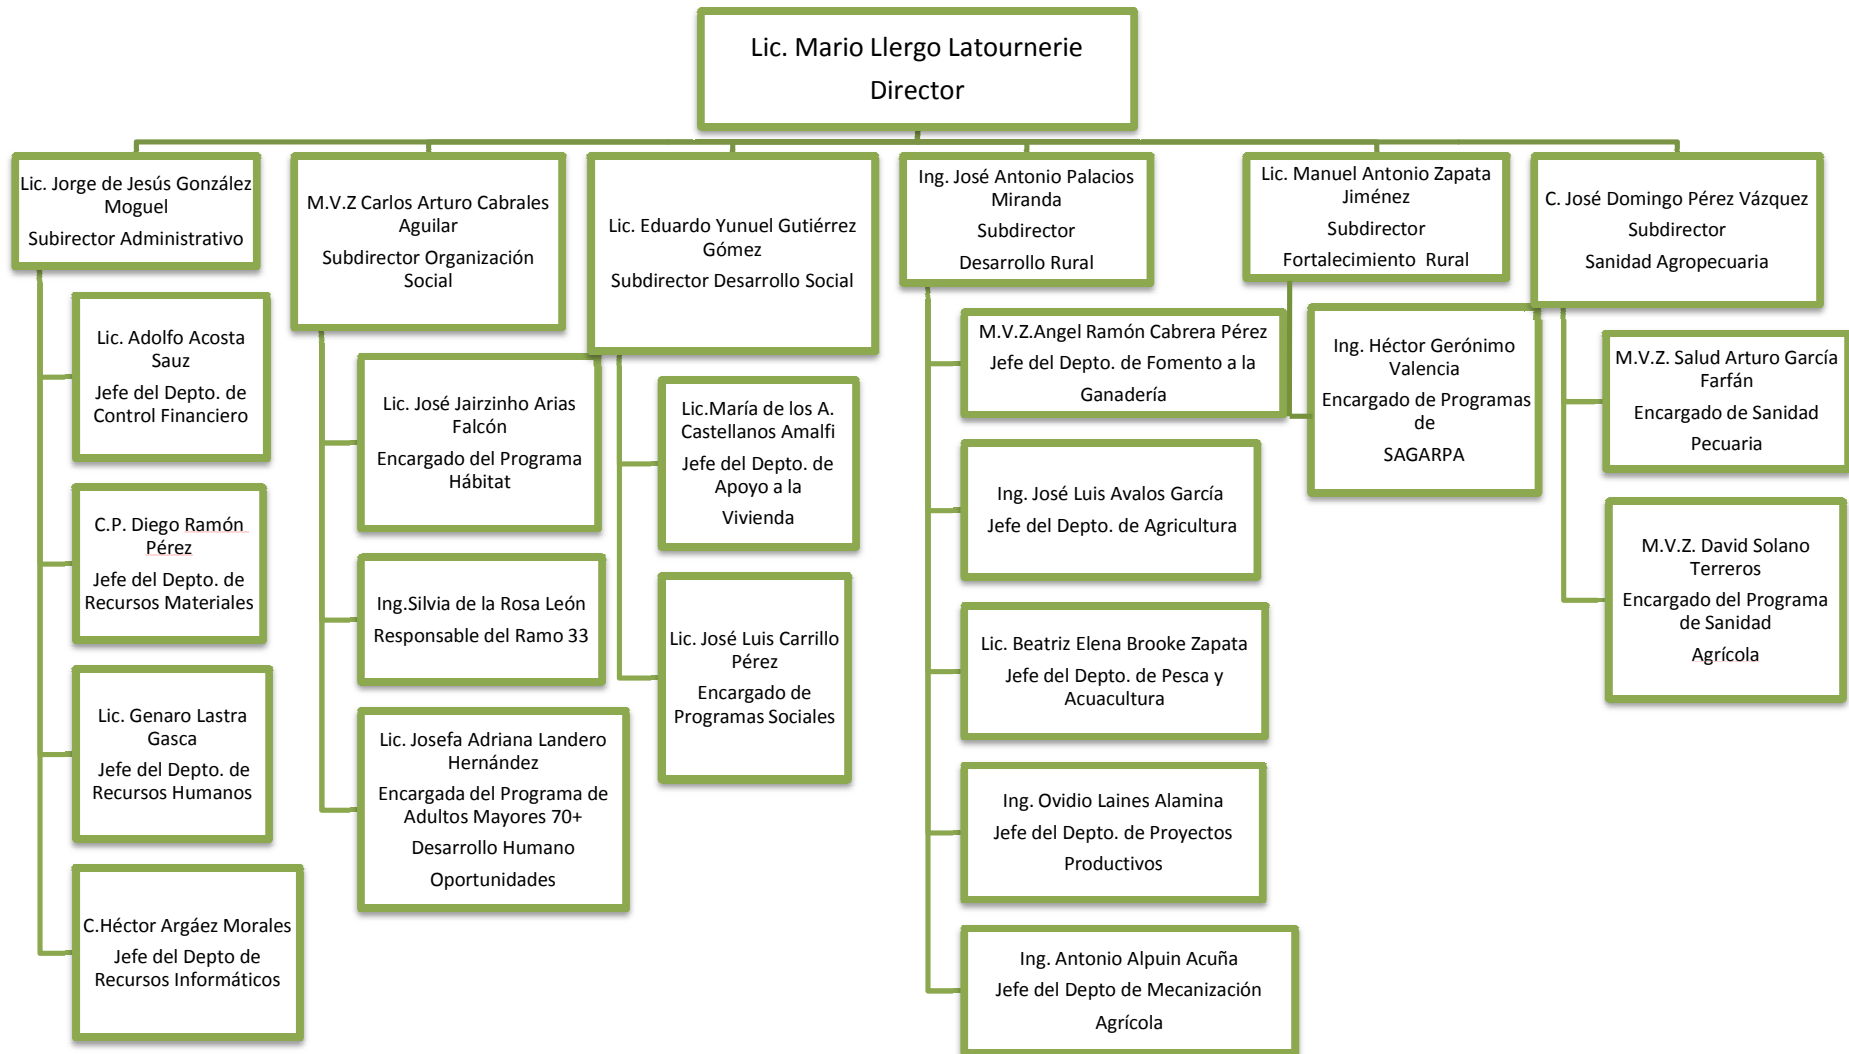 Lic. Mario Llergo Latournerie
Director
Lic. Jorge de Jesús González
Moguel
Subirector Administrativo
Lic. Adolfo Acosta
Sauz
Jefe del Depto. de
Control Financiero
C.P. Diego Ramón
Pérez
Jefe del Depto. de
Recursos Materiales
Lic. Genaro Lastra
Gasca
Jefe del Depto. de
Recursos Humanos
C.Héctor Argáez Morales
Jefe del Depto de
Recursos Informáticos
M.V.Z Carlos Arturo Cabrales
Aguilar
Subdirector Organización
Social
Lic. José Jairzinho Arias
Falcón
Encargado del Programa
Hábitat
Ing.Silvia de la Rosa León
Responsable del Ramo 33
Lic. Josefa Adriana Landero
Hernández
Encargada del Programa de
Adultos Mayores 70+
Desarrollo Humano
Oportunidades
Lic. Eduardo Yunuel Gutiérrez
Gómez
Subdirector Desarrollo Social
Lic.María de los A.
Castellanos Amalfi
Jefe del Depto. de
Apoyo a la
Vivienda
Lic. José Luis Carrillo
Pérez
Encargado de
Programas Sociales
Ing. José Antonio Palacios
Miranda
Subdirector
Desarrollo Rural
M.V.Z.Angel Ramón Cabrera Pérez
Jefe del Depto. de Fomento a la
Ganadería
Ing. José Luis Avalos García
Jefe del Depto. de Agricultura
Lic. Beatriz Elena Brooke Zapata
Jefe del Depto. de Pesca y
Acuacultura
Ing. Ovidio Laines Alamina
Jefe del Depto. de Proyectos
Productivos
Ing. Antonio Alpuin Acuña
Jefe del Depto de Mecanización
Agrícola
Lic. Manuel Antonio Zapata
Jiménez
Subdirector
Fortalecimiento Rural
Ing. Héctor Gerónimo
Valencia
Encargado de Programas
de
SAGARPA
C. José Domingo Pérez Vázquez
Subdirector
Sanidad Agropecuaria
M.V.Z. Salud Arturo García
Farfán
Encargado de Sanidad
Pecuaria
M.V.Z. David Solano
Terreros
Encargado del Programa
de Sanidad
Agrícola